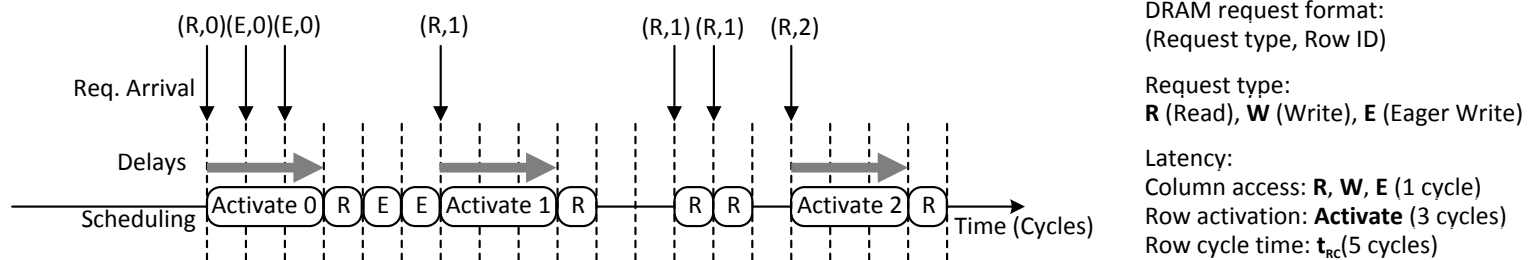 (R,0)(E,0)(E,0) (R,1) (R,1) (R,1) (R,2)
Req. Arrival
Delays
Scheduling Activate 0 R E E Activate 1 R R R Activate 2 R Time (Cycles)
DRAM request format:
(Request type, Row ID)
Request type:
R (Read), W (Write), E (Eager Write)
Latency:
Column access: R, W, E (1 cycle)
Row activation: Activate (3 cycles)
Row cycle time: tRC(5 cycles)